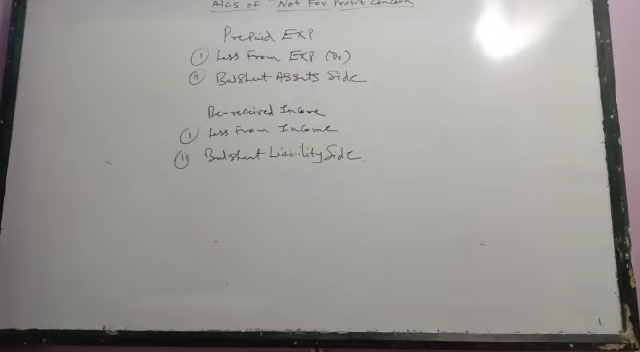 A/cs of "Not For Profit Concern
Prepaid EXP.
(i) Less From EXP (Dr)
(ii) Balsheet Assets Side
Pre-received Income
(i) Less From Income
(ii) Balsheet Liability Side